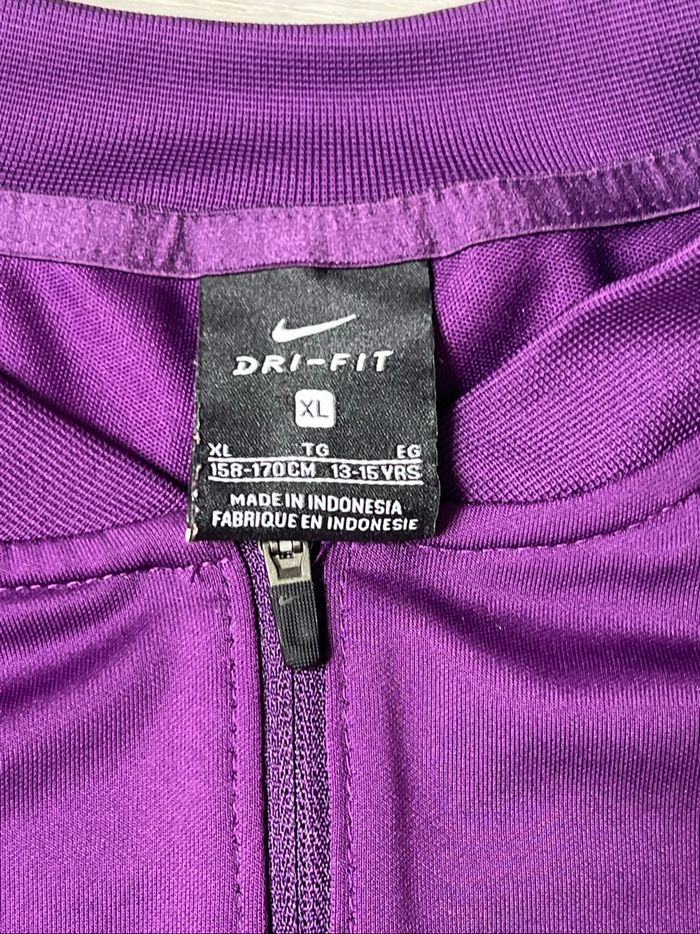 DRI-FIT
XL
XL TG EG
158-170CM 13-15YRS
MADE IN INDONESIA
FABRIQUE EN INDONESIE